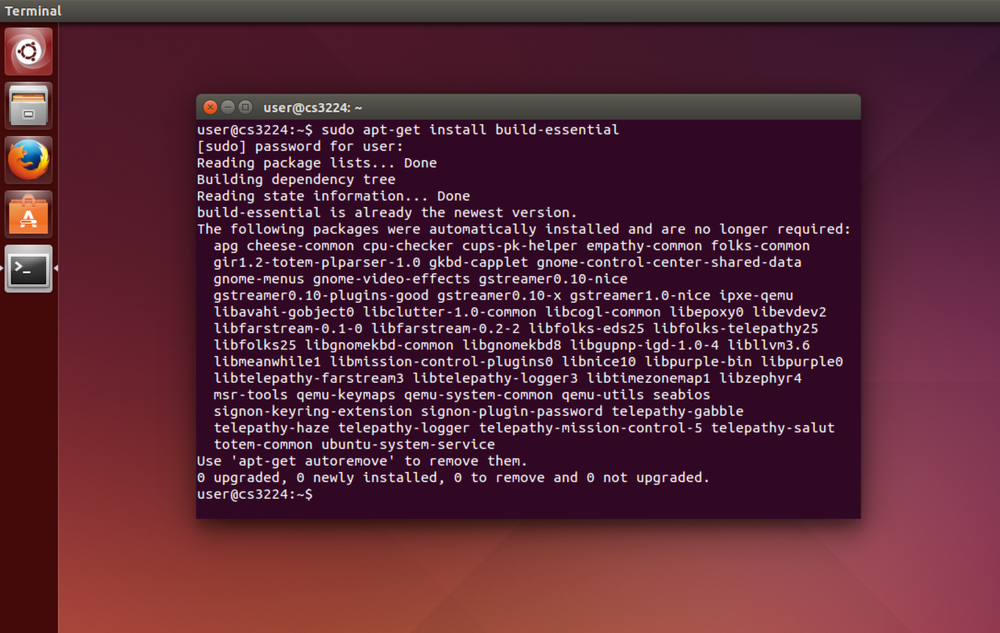 Terminal
user@cs3224: ~
user@cs3224:~$ sudo apt-get install build-essential
[sudo] password for user:
Reading package lists... Done
Building dependency tree
Reading state information... Done
build-essential is already the newest version.
The following packages were automatically installed and are no longer required:
  apg cheese-common cpu-checker cups-pk-helper empathy-common folks-common
  gir1.2-totem-plparser-1.0 gkbd-capplet gnome-control-center-shared-data
  gnome-menus gnome-video-effects gstreamer0.10-nice
  gstreamer0.10-plugins-good gstreamer0.10-x gstreamer1.0-nice ipxe-qemu
  libavahi-gobject0 libclutter-1.0-common libcogl-common libepoxy0 libevdev2
  libfarstream-0.1-0 libfarstream-0.2-2 libfolks-eds25 libfolks-telepathy25
  libfolks25 libgnomekbd-common libgnomekbd8 libgupnp-igd-1.0-4 libllvm3.6
  libmeanwhile1 libmission-control-plugins0 libnice10 libpurple-bin libpurple0
  libtelepathy-farstream3 libtelepathy-logger3 libtimezonemap1 libzephyr4
  msr-tools qemu-keymaps qemu-system-common qemu-utils seabios
  signon-keyring-extension signon-plugin-password telepathy-gabble
  telepathy-haze telepathy-logger telepathy-mission-control-5 telepathy-salut
  totem-common ubuntu-system-service
Use 'apt-get autoremove' to remove them.
0 upgraded, 0 newly installed, 0 to remove and 0 not upgraded.
user@cs3224:~$